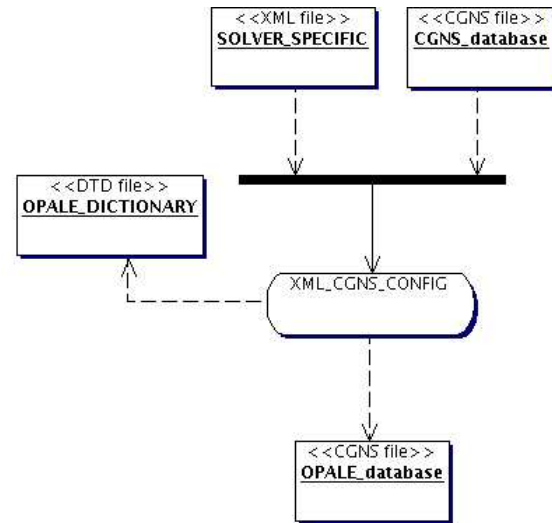 <<XML file>>
SOLVER_SPECIFIC
<<CGNS file>>
CGNS_database
<<DTD file>>
OPALE_DICTIONARY
XML_CGNS_CONFIG
<<CGNS file>>
OPALE_database